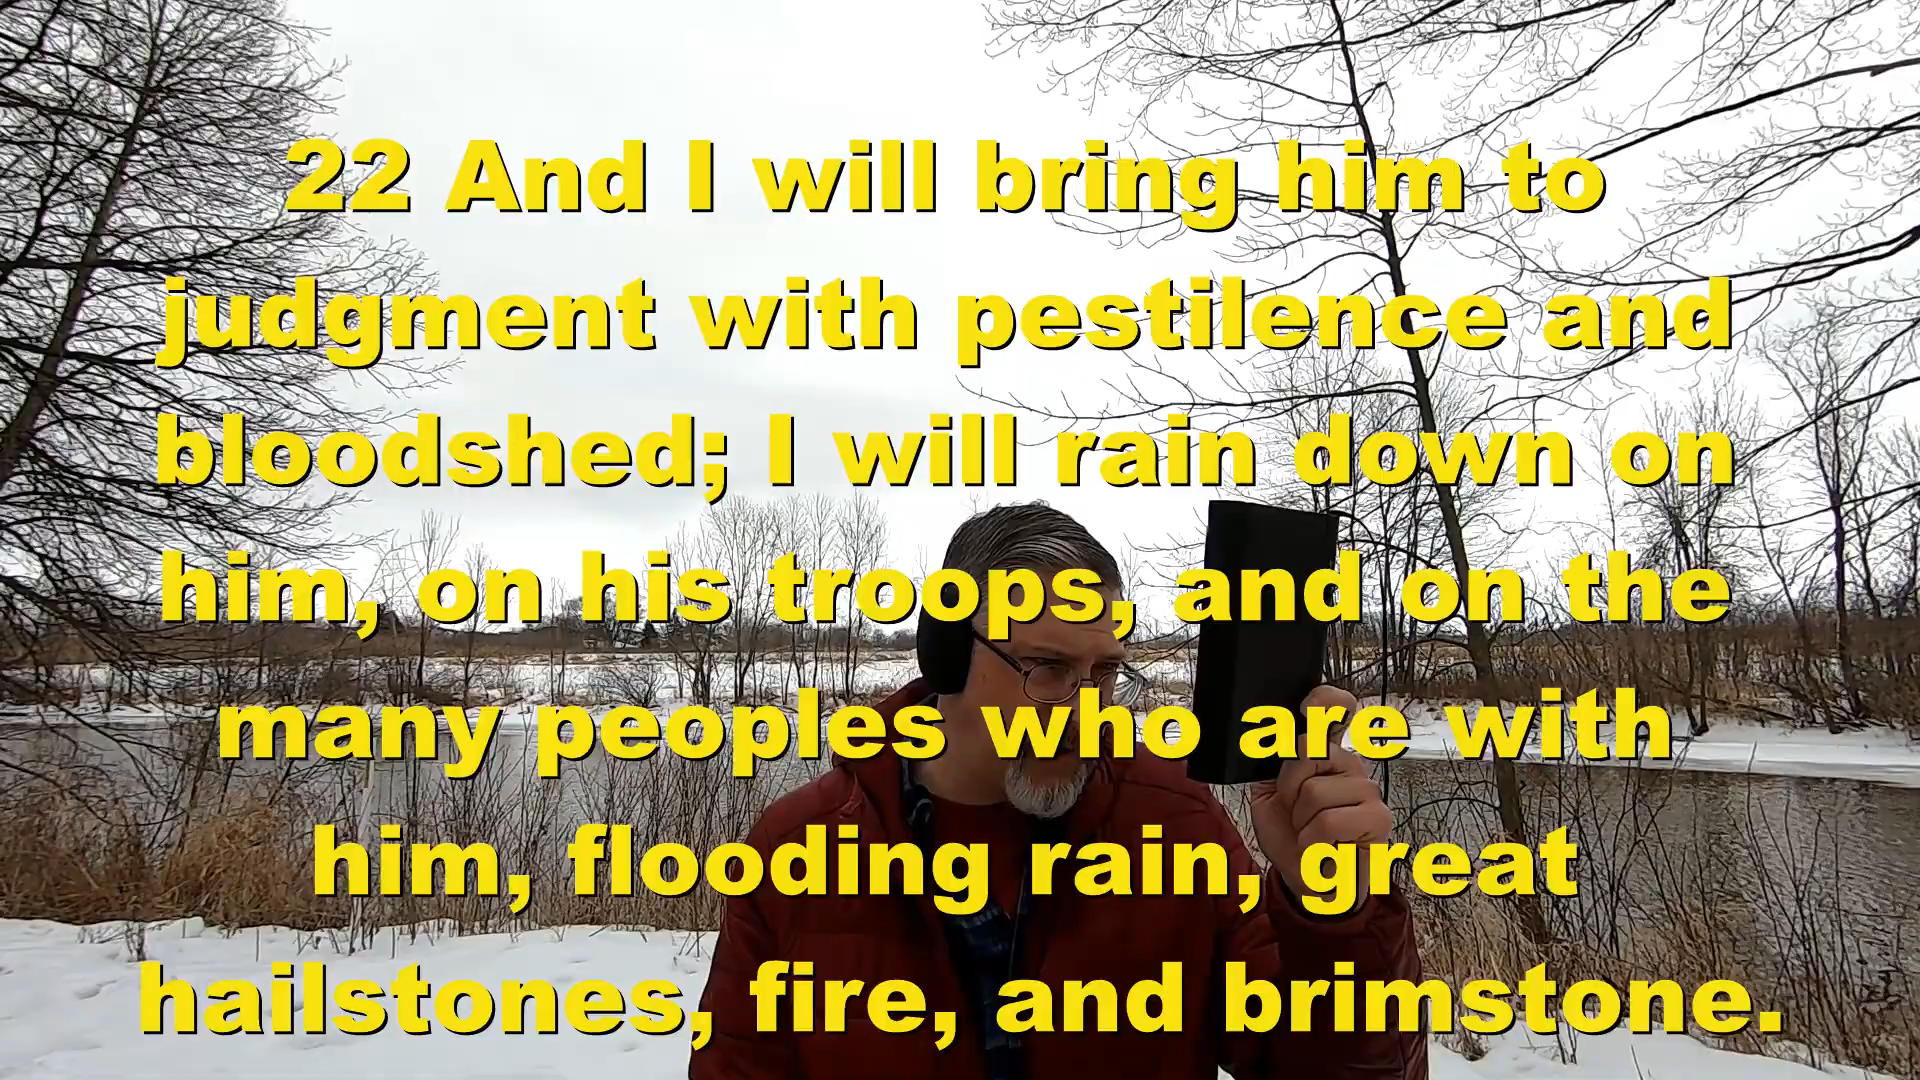 22 And I will bring him to
judgment with pestilence and
bloodshed; I will rain down on
him, on his troops, and on the
many peoples who are with
him, flooding rain, great
hailstones, fire, and brimstone.